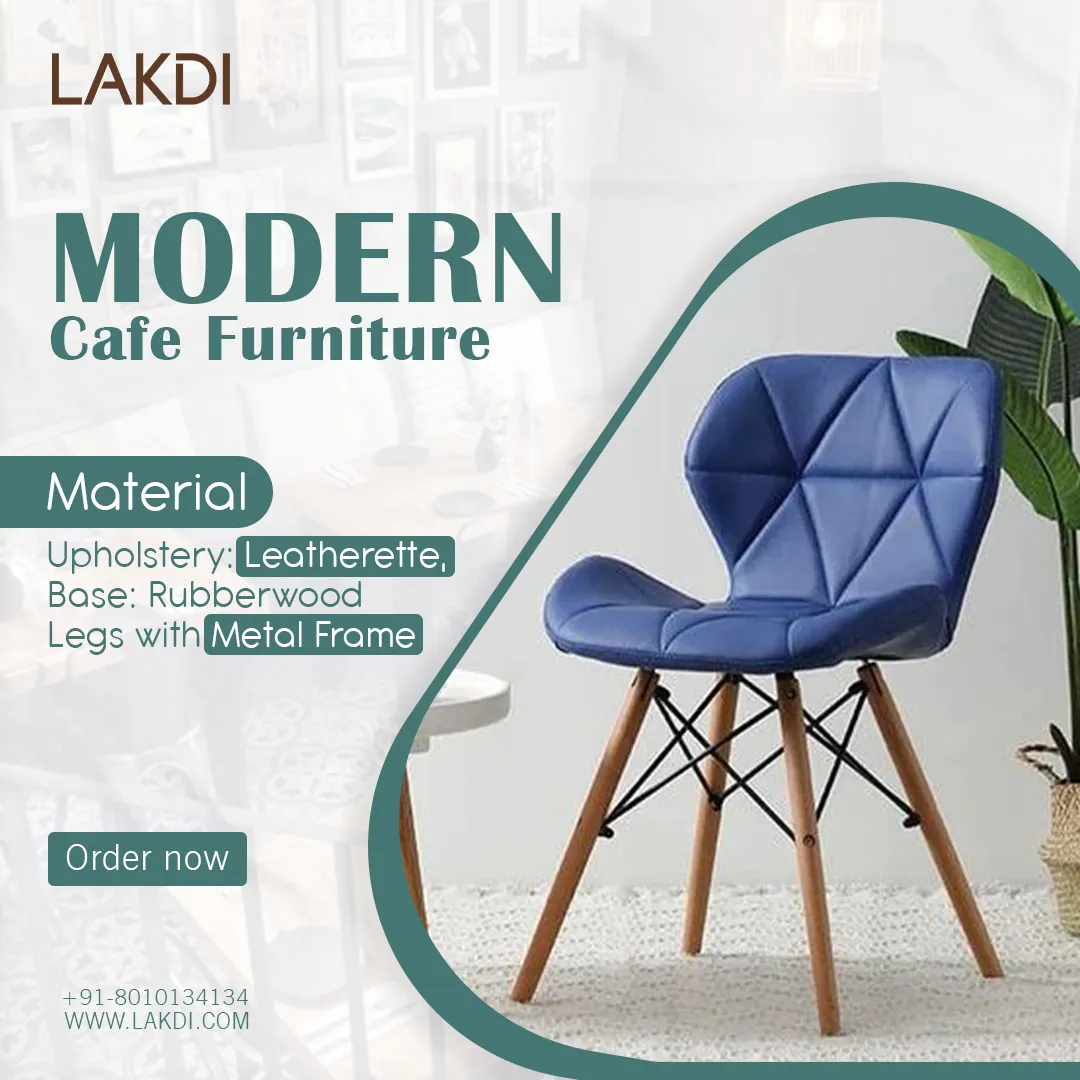 LAKDI
MODERN
Cafe Furniture
Material
Upholstery: Leatherette,
Base: Rubberwood
Legs with Metal Frame
Order now
+91-8010134134
WWW.LAKDI.COM